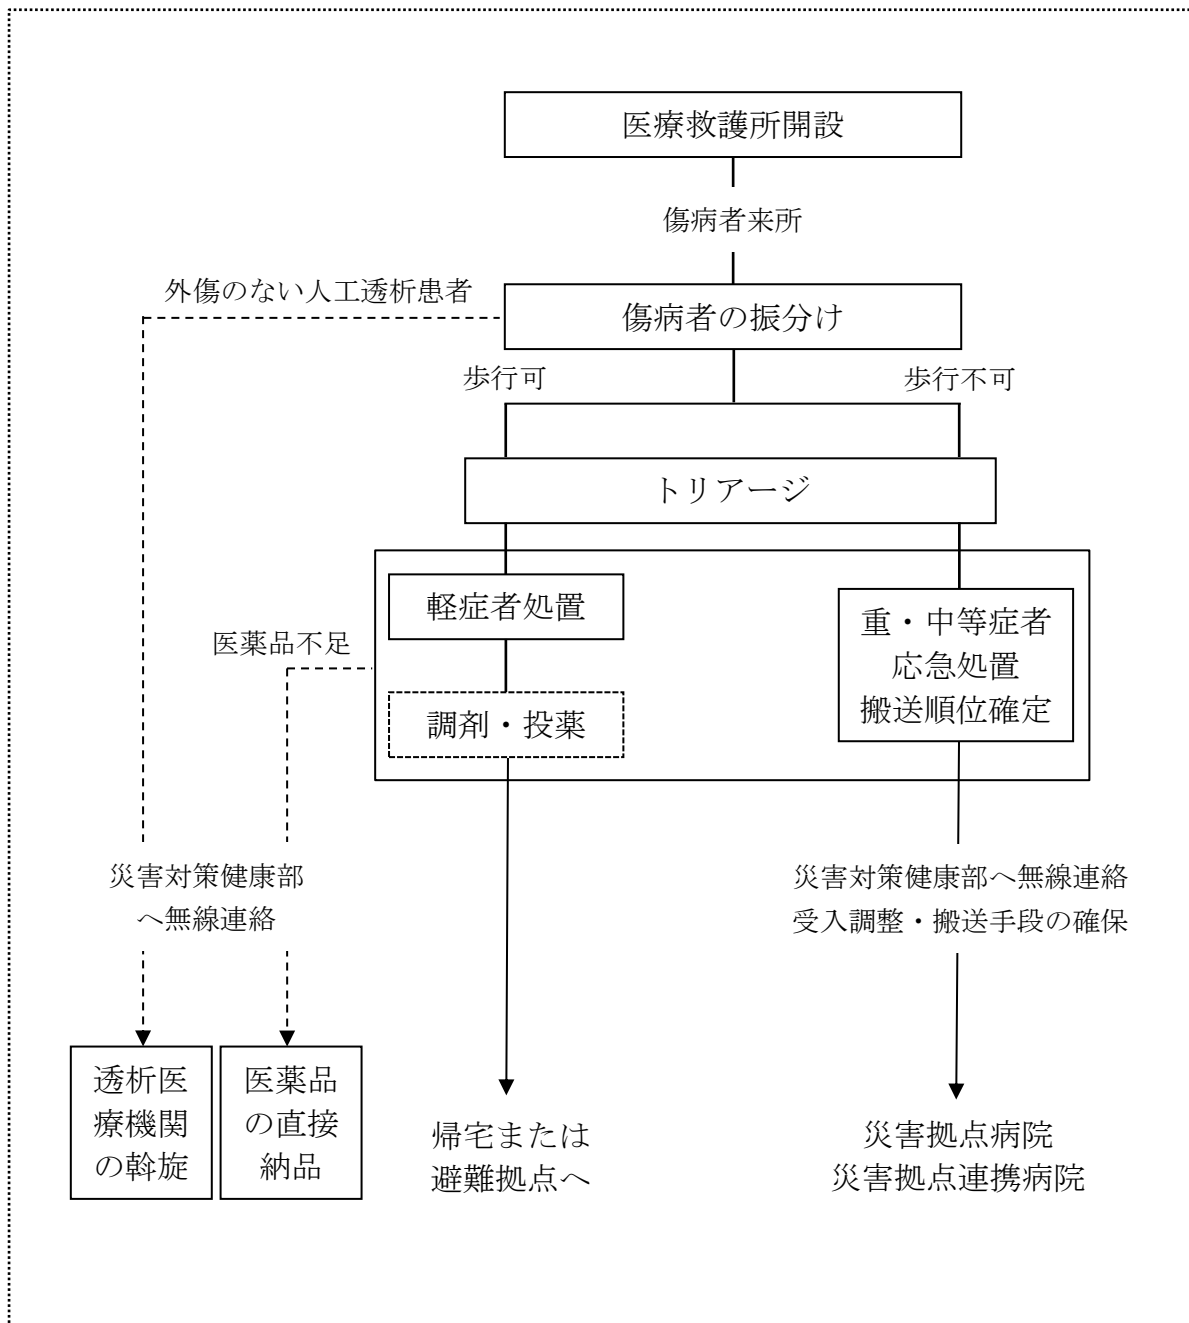 医療救護所開設
傷病者来所
外傷のない人工透析患者
傷病者の振分け
歩行可
歩行不可
トリアージ
軽症者処置
重・中等症者
応急処置
搬送順位確定
医薬品不足
調剤・投薬
災害対策健康部
へ無線連絡
災害対策健康部へ無線連絡
受入調整・搬送手段の確保
透析医
療機関
の斡旋
医薬品
の直接
納品
帰宅または
避難拠点へ
災害拠点病院
災害拠点連携病院